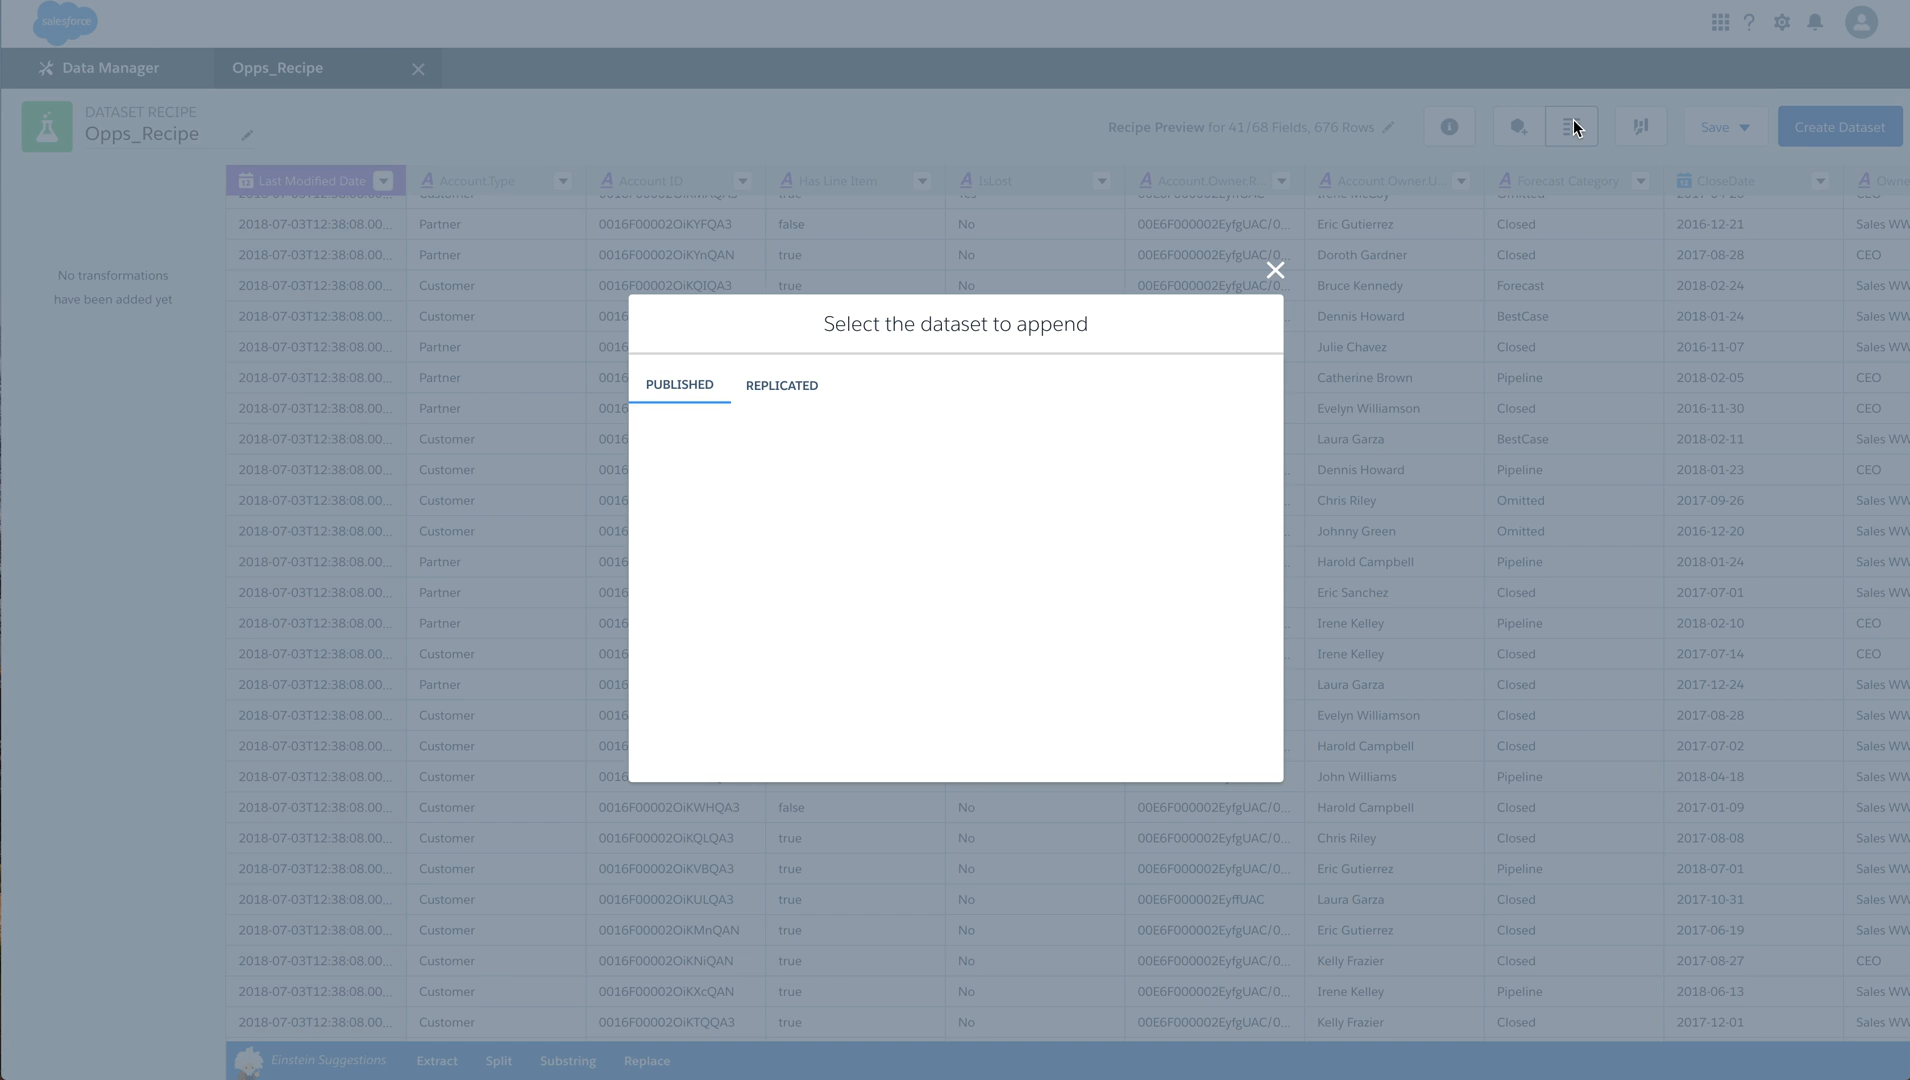 salesforce
Data Manager
Opps_Recipe
DATASET RECIPE
Opps_Recipe
Recipe Preview for 41/68 Fields, 676 Rows
Save
Create Dataset
No transformations
have been added yet
Last Modified Date Account.Type Account ID Has Line Item IsLost Account.Owner.R... Account.Owner.U... Forecast Category CloseDate Owne
2018-07-03T12:38:08.00... Partner 0016F00002OiKYFQA3 false No 00E6F000002EyfgUAC/0... Eric Gutierrez Closed 2016-12-21 Sales WW
2018-07-03T12:38:08.00... Partner 0016F00002OiKYnQAN true No 00E6F000002EyfgUAC/0... Doroth Gardner Closed 2017-08-28 CEO
2018-07-03T12:38:08.00... Customer 0016F00002OiKQIQA3 true No 00E6F000002EyfgUAC/0... Bruce Kennedy Forecast 2018-02-24 Sales WW
2018-07-03T12:38:08.00... Customer 0016 Dennis Howard BestCase 2018-01-24 Sales WW
2018-07-03T12:38:08.00... Partner 0016 Julie Chavez Closed 2016-11-07 Sales WW
2018-07-03T12:38:08.00... Partner 0016 Catherine Brown Pipeline 2018-02-05 CEO
2018-07-03T12:38:08.00... Partner 0016 Evelyn Williamson Closed 2016-11-30 CEO
2018-07-03T12:38:08.00... Customer 0016 Laura Garza BestCase 2018-02-11 Sales WW
2018-07-03T12:38:08.00... Customer 0016 Dennis Howard Pipeline 2018-01-23 CEO
2018-07-03T12:38:08.00... Customer 0016 Chris Riley Omitted 2017-09-26 Sales WW
2018-07-03T12:38:08.00... Customer 0016 Johnny Green Omitted 2016-12-20 Sales WW
2018-07-03T12:38:08.00... Partner 0016 Harold Campbell Pipeline 2018-01-24 Sales WW
2018-07-03T12:38:08.00... Partner 0016 Eric Sanchez Closed 2017-07-01 Sales WW
2018-07-03T12:38:08.00... Partner 0016 Irene Kelley Pipeline 2018-02-10 CEO
2018-07-03T12:38:08.00... Customer 0016 Irene Kelley Closed 2017-07-14 CEO
2018-07-03T12:38:08.00... Partner 0016 Laura Garza Closed 2017-12-24 Sales WW
2018-07-03T12:38:08.00... Customer 0016 Evelyn Williamson Closed 2017-08-28 Sales WW
2018-07-03T12:38:08.00... Customer 0016 Harold Campbell Closed 2017-07-02 Sales WW
2018-07-03T12:38:08.00... Customer 0016 John Williams Pipeline 2018-04-18 Sales WW
2018-07-03T12:38:08.00... Customer 0016F00002OiKWHQA3 false No 00E6F000002EyfgUAC/0... Harold Campbell Closed 2017-01-09 Sales WW
2018-07-03T12:38:08.00... Customer 0016F00002OiKQLQA3 true No 00E6F000002EyfgUAC/0... Chris Riley Closed 2017-08-08 Sales WW
2018-07-03T12:38:08.00... Customer 0016F00002OiKVBQA3 true No 00E6F000002EyfgUAC/0... Eric Gutierrez Pipeline 2018-07-01 Sales WW
2018-07-03T12:38:08.00... Customer 0016F00002OiKULQA3 true No 00E6F000002EyffUAC Laura Garza Closed 2017-10-31 Sales WW
2018-07-03T12:38:08.00... Customer 0016F00002OiKMnQAN true No 00E6F000002EyfgUAC/0... Eric Gutierrez Closed 2017-06-19 Sales WW
2018-07-03T12:38:08.00... Customer 0016F00002OiKNiQAN true No 00E6F000002EyfgUAC/0... Kelly Frazier Closed 2017-08-27 CEO
2018-07-03T12:38:08.00... Customer 0016F00002OiKXcQAN true No 00E6F000002EyfgUAC/0... Irene Kelley Pipeline 2018-06-13 Sales WW
2018-07-03T12:38:08.00... Customer 0016F00002OiKTQQA3 true No 00E6F000002EyfgUAC/0... Kelly Frazier Closed 2017-12-01 Sales WW
Select the dataset to append
PUBLISHED REPLICATED
Einstein Suggestions Extract Split Substring Replace